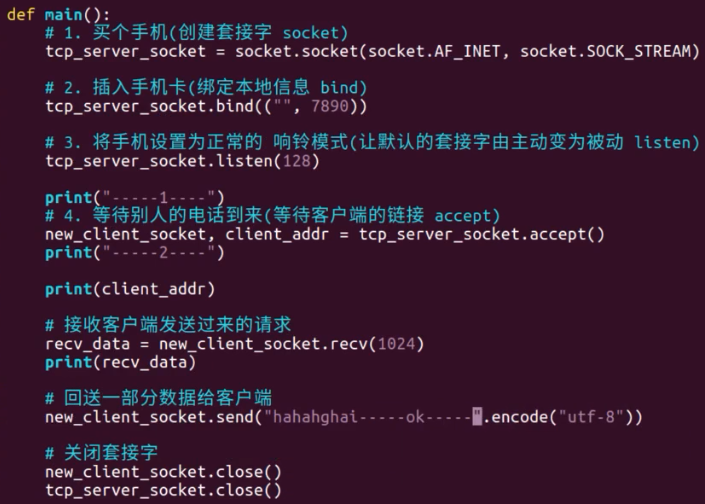 def main():
    # 1. 买个手机(创建套接字 socket)
    tcp_server_socket = socket.socket(socket.AF_INET, socket.SOCK_STREAM)
    # 2. 插入手机卡(绑定本地信息 bind)
    tcp_server_socket.bind(("", 7890))
    # 3. 将手机设置为正常的 响铃模式(让默认的套接字由主动变为被动 listen)
    tcp_server_socket.listen(128)
    print("-----1----")
    # 4. 等待别人的电话到来(等待客户端的链接 accept)
    new_client_socket, client_addr = tcp_server_socket.accept()
    print("-----2----")
    print(client_addr)
    # 接收客户端发送过来的请求
    recv_data = new_client_socket.recv(1024)
    print(recv_data)
    # 回送一部分数据给客户端
    new_client_socket.send("hahahghai-----ok-----".encode("utf-8"))
    # 关闭套接字
    new_client_socket.close()
    tcp_server_socket.close()